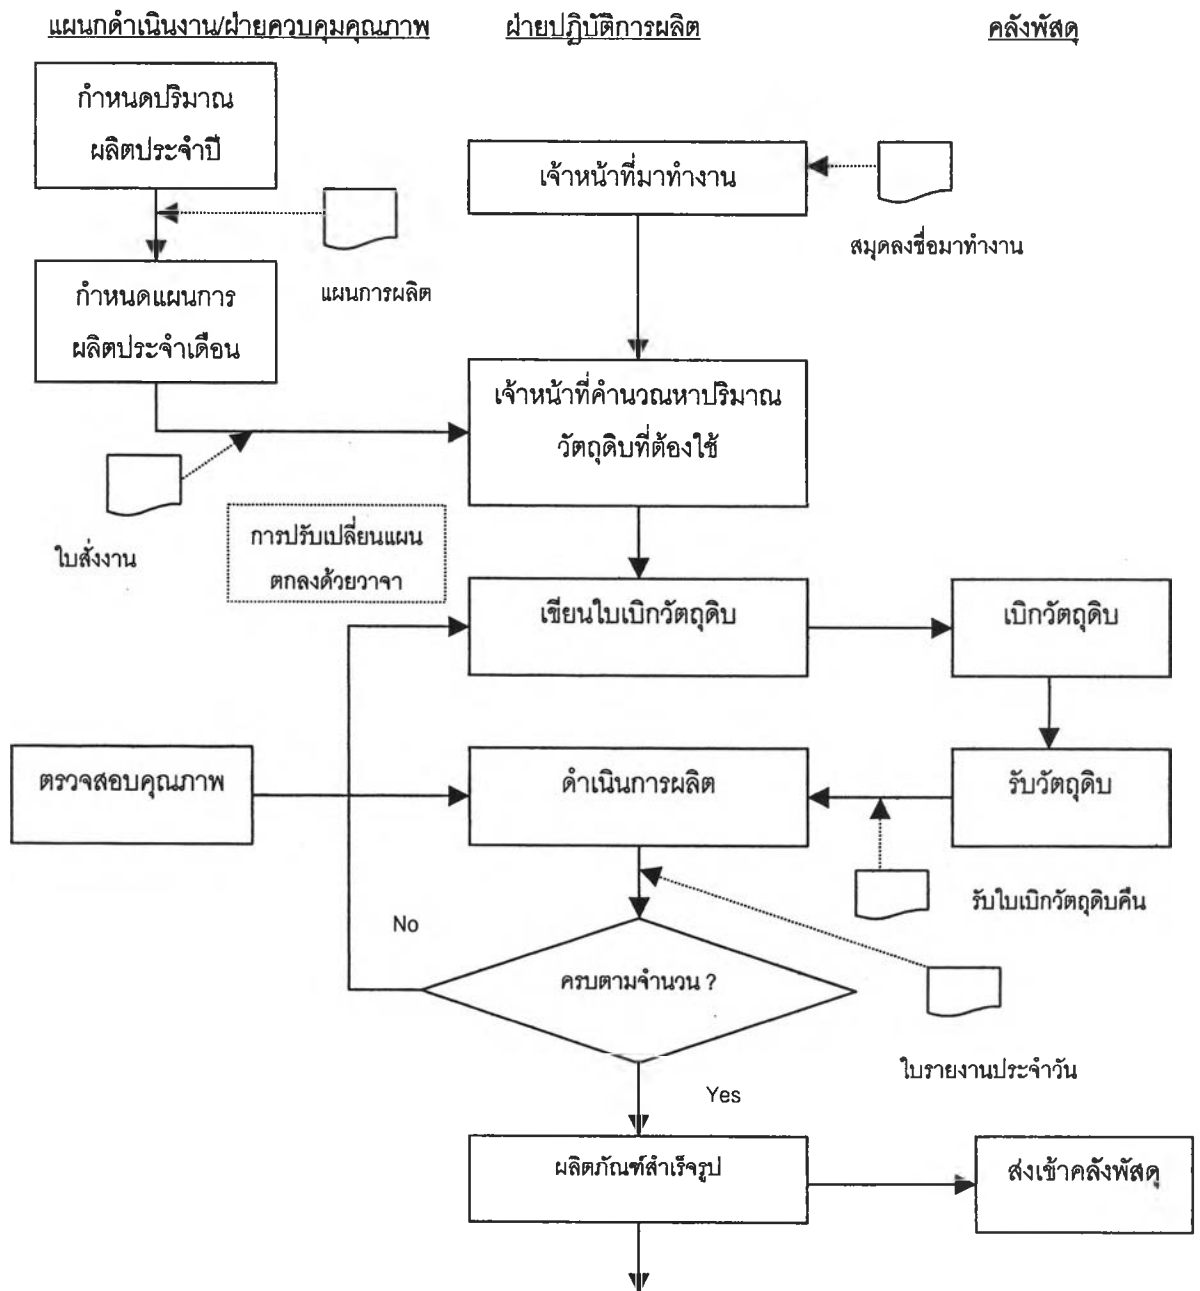 แผนกดำเนินงาน/ฝ่ายควบคุมคุณภาพ
ฝ่ายปฏิบัติการผลิต
คลังพัสดุ
กำหนดปริมาณ
ผลิตประจำปี
เจ้าหน้าที่มาทำงาน
สมุดลงชื่อมาทำงาน
แผนการผลิต
กำหนดแผนการ
ผลิตประจำเดือน
เจ้าหน้าที่คำนวณหาปริมาณ
วัตถุดิบที่ต้องใช้
ใบสั่งงาน
การปรับเปลี่ยนแผน
ตกลงด้วยวาจา
เขียนใบเบิกวัตถุดิบ
เบิกวัตถุดิบ
ตรวจสอบคุณภาพ
ดำเนินการผลิต
รับวัตถุดิบ
รับใบเบิกวัตถุดิบคืน
No
ครบตามจำนวน ?
ใบรายงานประจำวัน
Yes
ผลิตภัณฑ์สำเร็จรูป
ส่งเข้าคลังพัสดุ